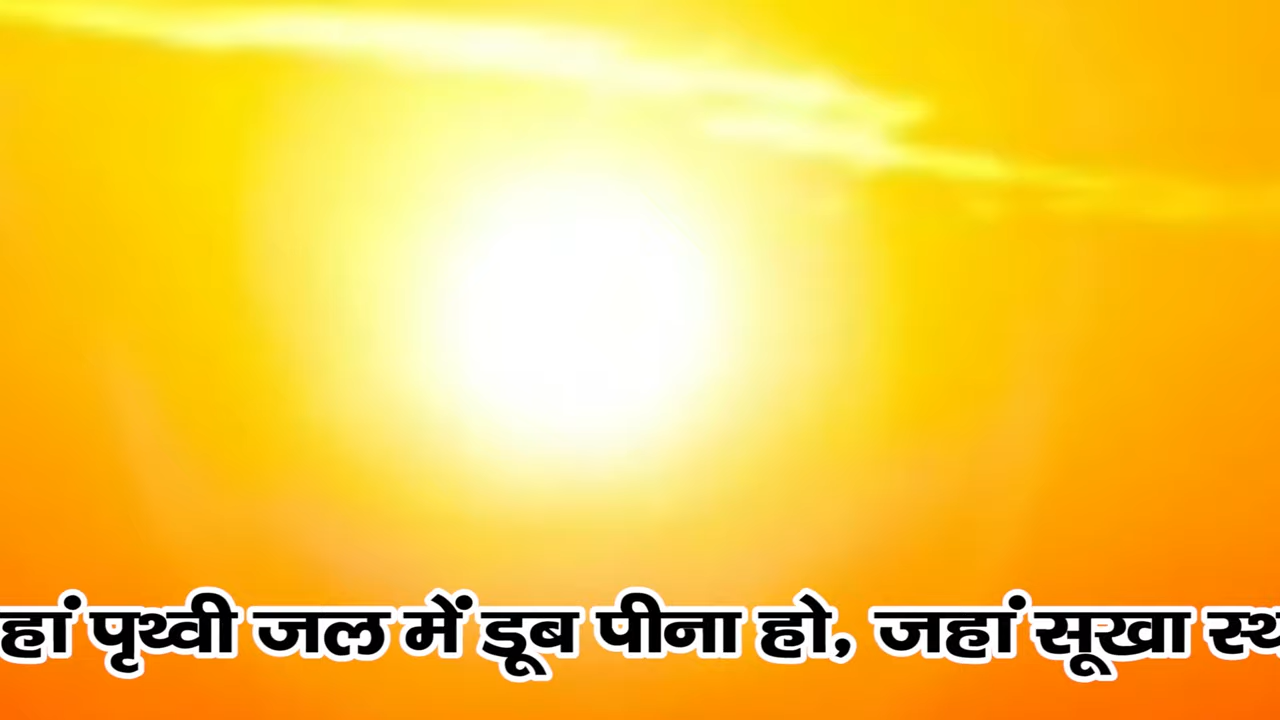 हां पृथ्वी जल में डूब पीना हो, जहां सूखा स्थ